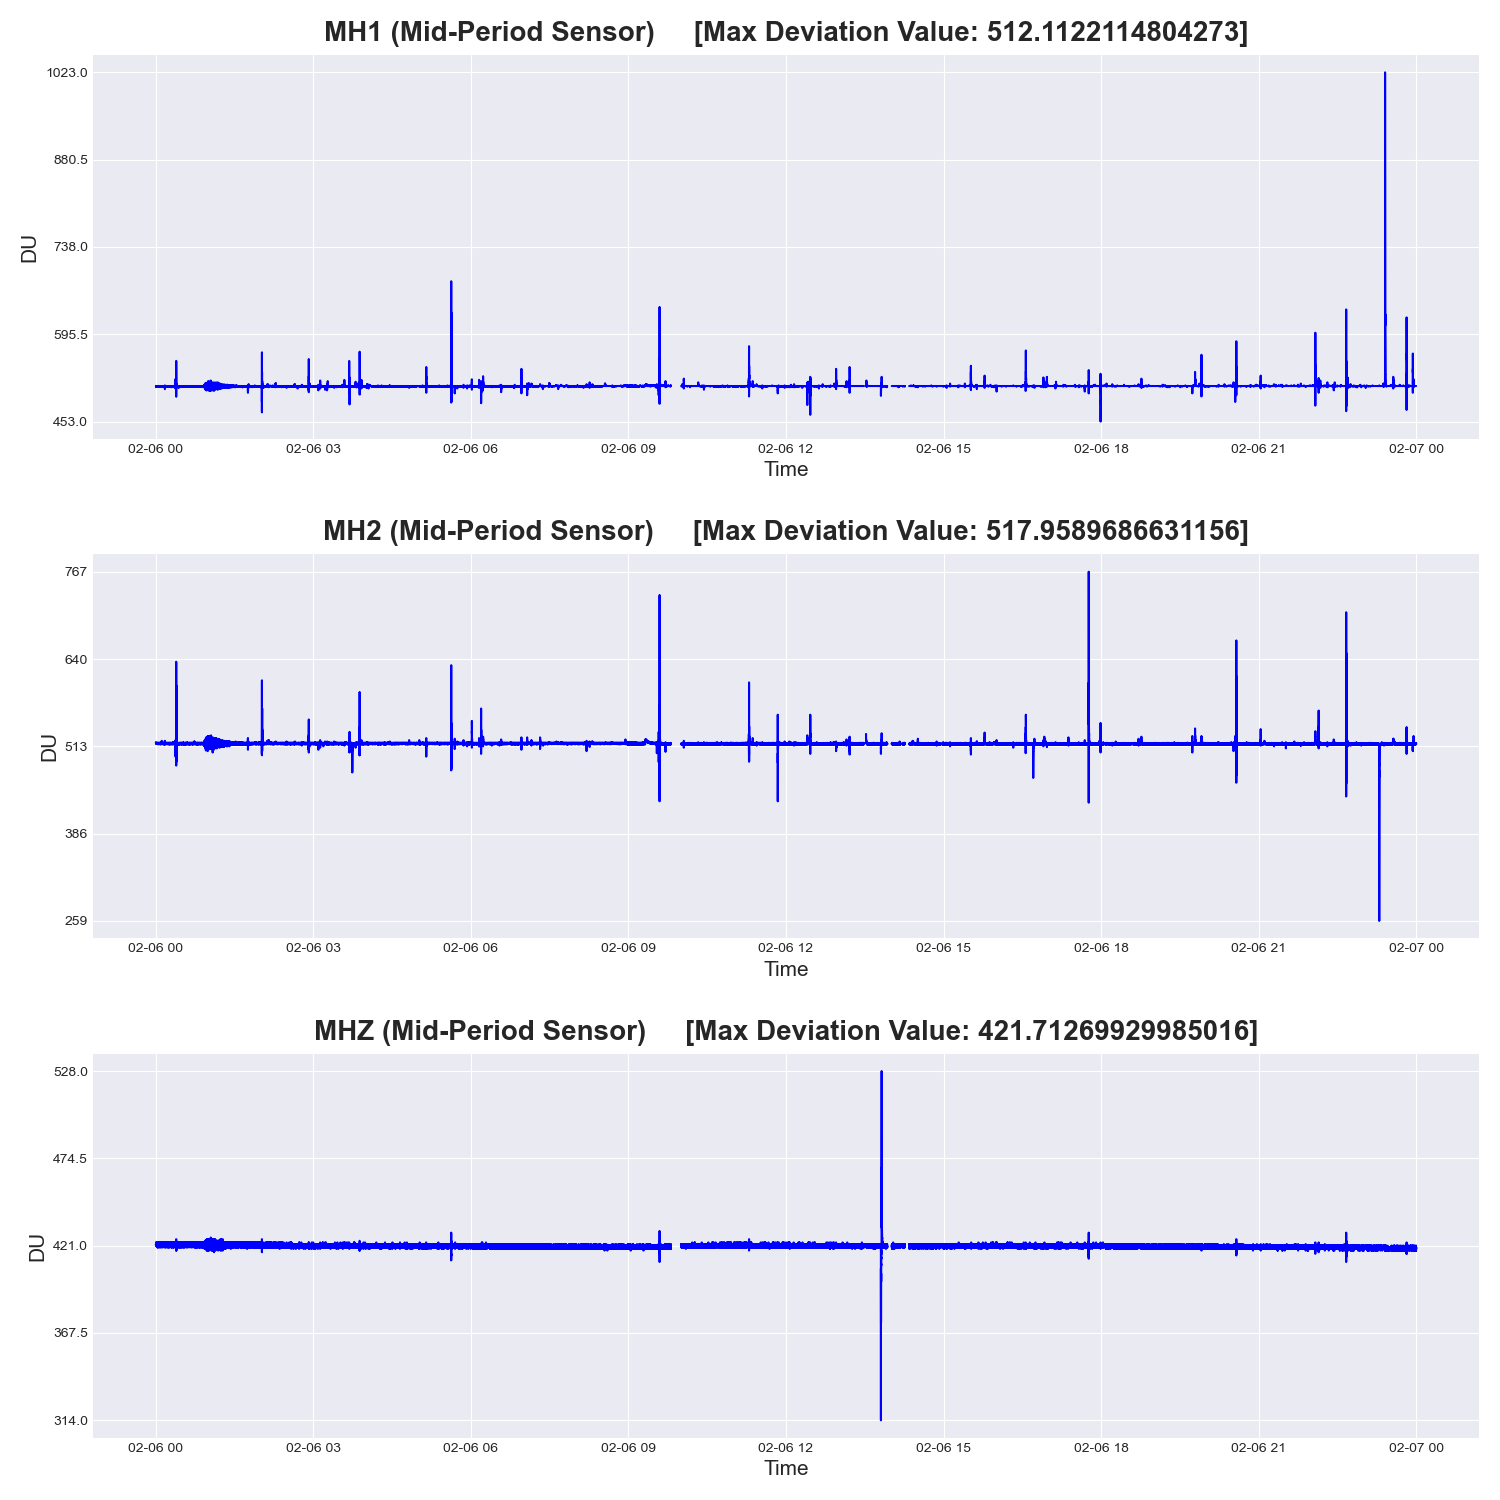 MH1 (Mid-Period Sensor) [Max Deviation Value: 512.1122114804273]
1023.0
880.5
738.0
595.5
453.0
DU
02-06 00 02-06 03 02-06 06 02-06 09 02-06 12 02-06 15 02-06 18 02-06 21 02-07 00
Time
MH2 (Mid-Period Sensor) [Max Deviation Value: 517.9589686631156]
767
640
513
386
259
DU
02-06 00 02-06 03 02-06 06 02-06 09 02-06 12 02-06 15 02-06 18 02-06 21 02-07 00
Time
MHZ (Mid-Period Sensor) [Max Deviation Value: 421.71269929985016]
528.0
474.5
421.0
367.5
314.0
DU
02-06 00 02-06 03 02-06 06 02-06 09 02-06 12 02-06 15 02-06 18 02-06 21 02-07 00
Time